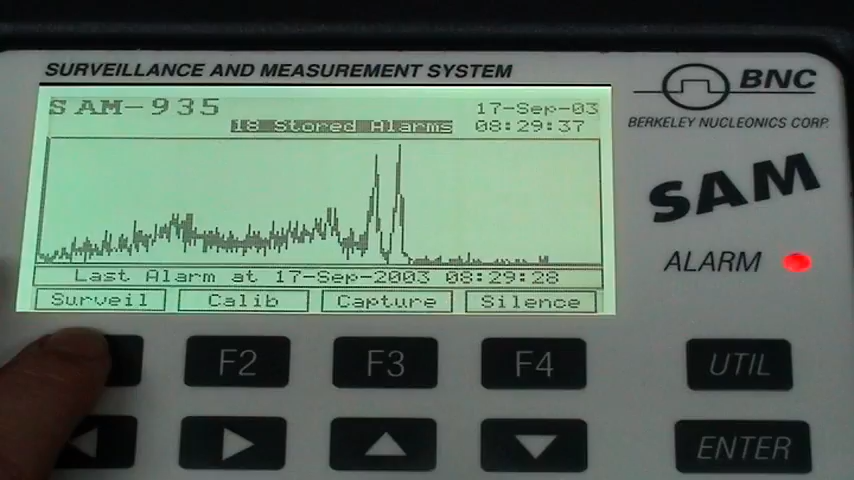 SURVEILLANCE AND MEASUREMENT SYSTEM
BNC
BERKELEY NUCLEONICS CORP.
SAM-935
17-Sep-03
18 Stored Alarms
08:29:37
SAM
ALARM
Last Alarm at 17-Sep-2003 08:29:28
Surveil
Calib
Capture
Silence
F2
F3
F4
UTIL
ENTER